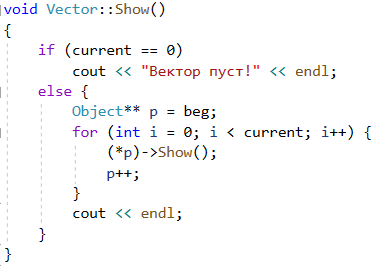 void Vector::Show()
{
    if (current == 0)
        cout << "Вектор пуст!" << endl;
    else {
        Object** p = beg;
        for (int i = 0; i < current; i++) {
            (*p)->Show();
            p++;
        }
        cout << endl;
    }
}